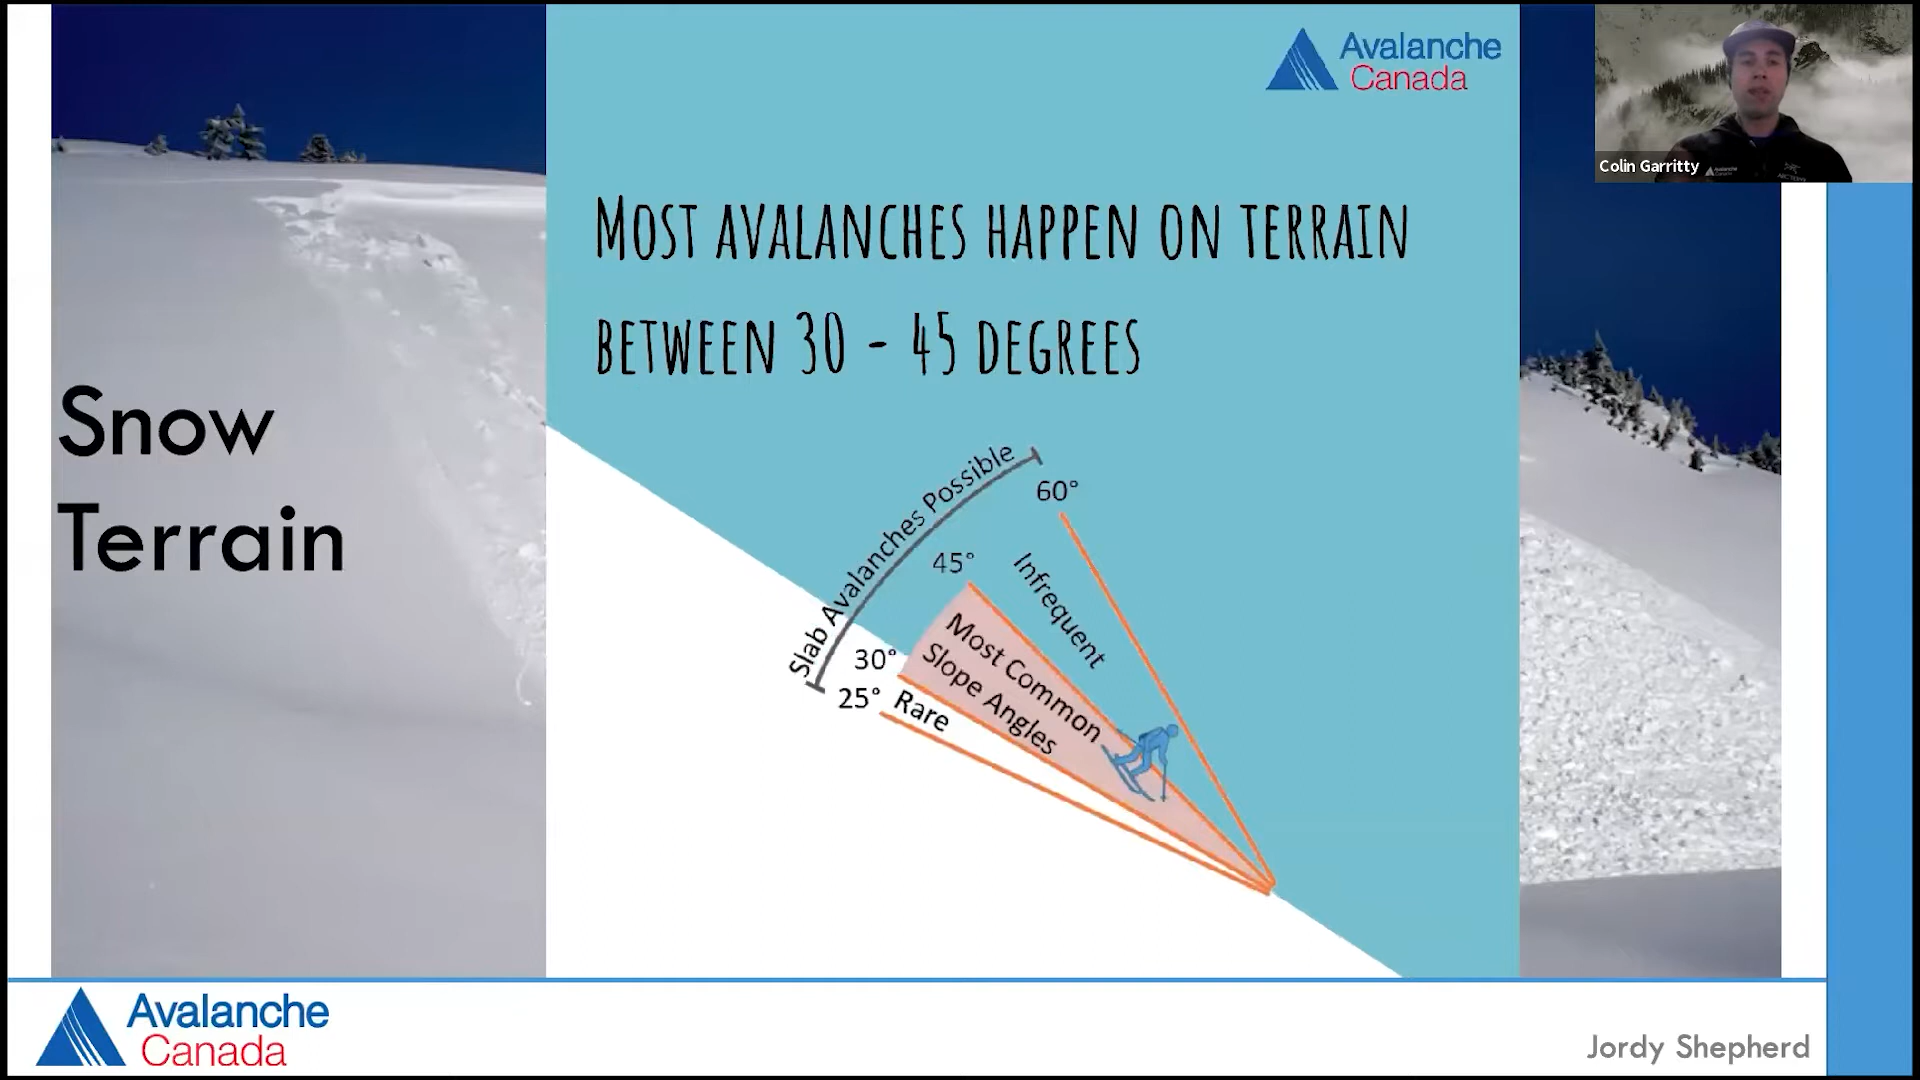 Avalanche
Canada
Colin Garritty
Avalanche
MOST AVALANCHES HAPPEN ON TERRAIN
BETWEEN 30 - 45 DEGREES
Snow
Terrain
Slab Avalanches Possible
60°
45°
30°
25°
Infrequent
Most Common
Slope Angles
Rare
Avalanche
Canada
Jordy Shepherd